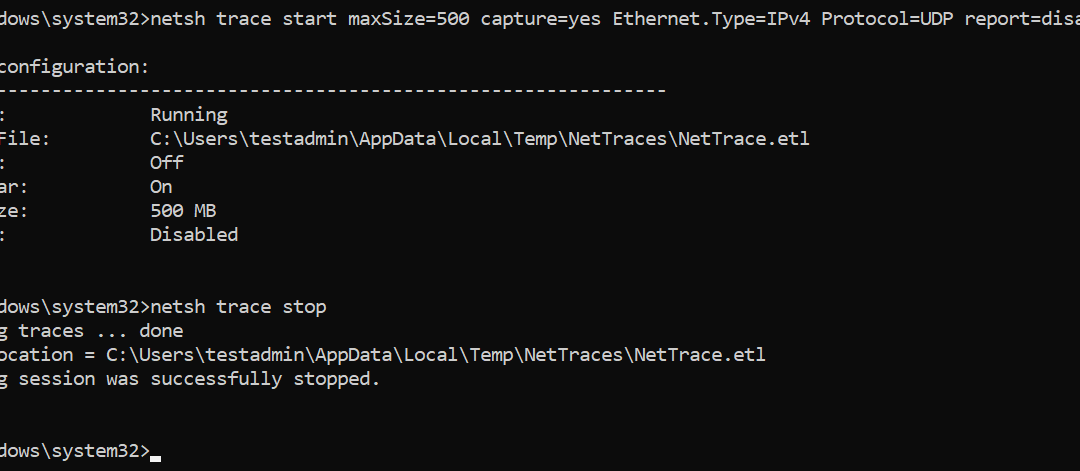 dows\system32>netsh trace start maxSize=500 capture=yes Ethernet.Type=IPv4 Protocol=UDP report=disa
configuration:
-------------------------------------------------------------
: Running
File: C:\Users\testadmin\AppData\Local\Temp\NetTraces\NetTrace.etl
: Off
ar: On
ze: 500 MB
: Disabled
dows\system32>netsh trace stop
g traces ... done
ocation = C:\Users\testadmin\AppData\Local\Temp\NetTraces\NetTrace.etl
g session was successfully stopped.
dows\system32>